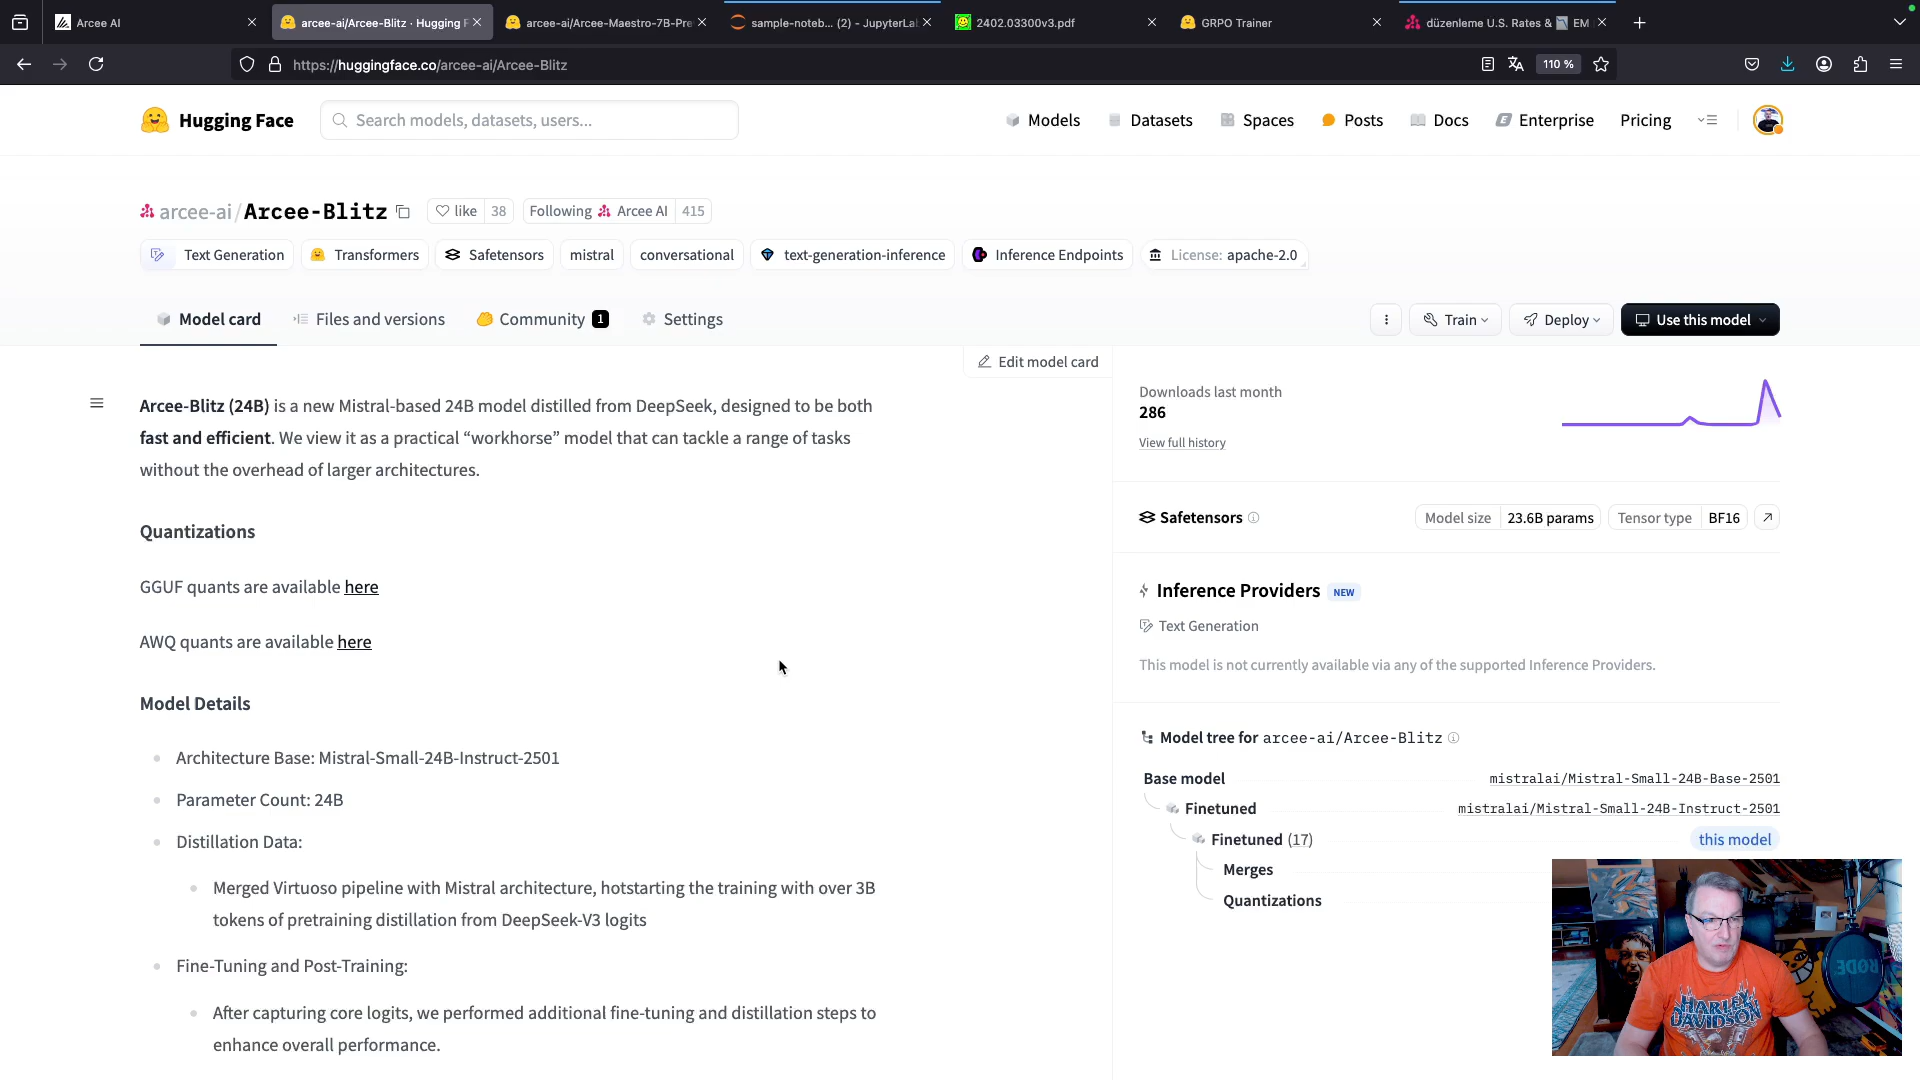 Arcee AI
arcee-ai/Arcee-Blitz · Hugging F
arcee-ai/Arcee-Maestro-7B-Pre
sample-noteb... (2) - JupyterLa
2402.03300v3.pdf
GRPO Trainer
düzenleme U.S. Rates & EM
https://huggingface.co/arcee-ai/Arcee-Blitz
110 %
Hugging Face
Search models, datasets, users...
Models
Datasets
Spaces
Posts
Docs
Enterprise
Pricing
arcee-ai/Arcee-Blitz
like 38
Following Arcee AI 415
Text Generation
Transformers
Safetensors
mistral
conversational
text-generation-inference
Inference Endpoints
License: apache-2.0
Model card
Files and versions
Community 1
Settings
Train
Deploy
Use this model
Edit model card
Arcee-Blitz (24B) is a new Mistral-based 24B model distilled from DeepSeek, designed to be both
fast and efficient. We view it as a practical “workhorse” model that can tackle a range of tasks
without the overhead of larger architectures.
Quantizations
GGUF quants are available here
AWQ quants are available here
Model Details
Architecture Base: Mistral-Small-24B-Instruct-2501
Parameter Count: 24B
Distillation Data:
Merged Virtuoso pipeline with Mistral architecture, hotstarting the training with over 3B
tokens of pretraining distillation from DeepSeek-V3 logits
Fine-Tuning and Post-Training:
After capturing core logits, we performed additional fine-tuning and distillation steps to
enhance overall performance.
Downloads last month
286
View full history
Safetensors
Model size 23.6B params
Tensor type BF16
Inference Providers NEW
Text Generation
This model is not currently available via any of the supported Inference Providers.
Model tree for arcee-ai/Arcee-Blitz
Base model mistralai/Mistral-Small-24B-Base-2501
Finetuned mistralai/Mistral-Small-24B-Instruct-2501
Finetuned (17) this model
Merges
Quantizations
RØDE
HARLEY
DAVIDSON